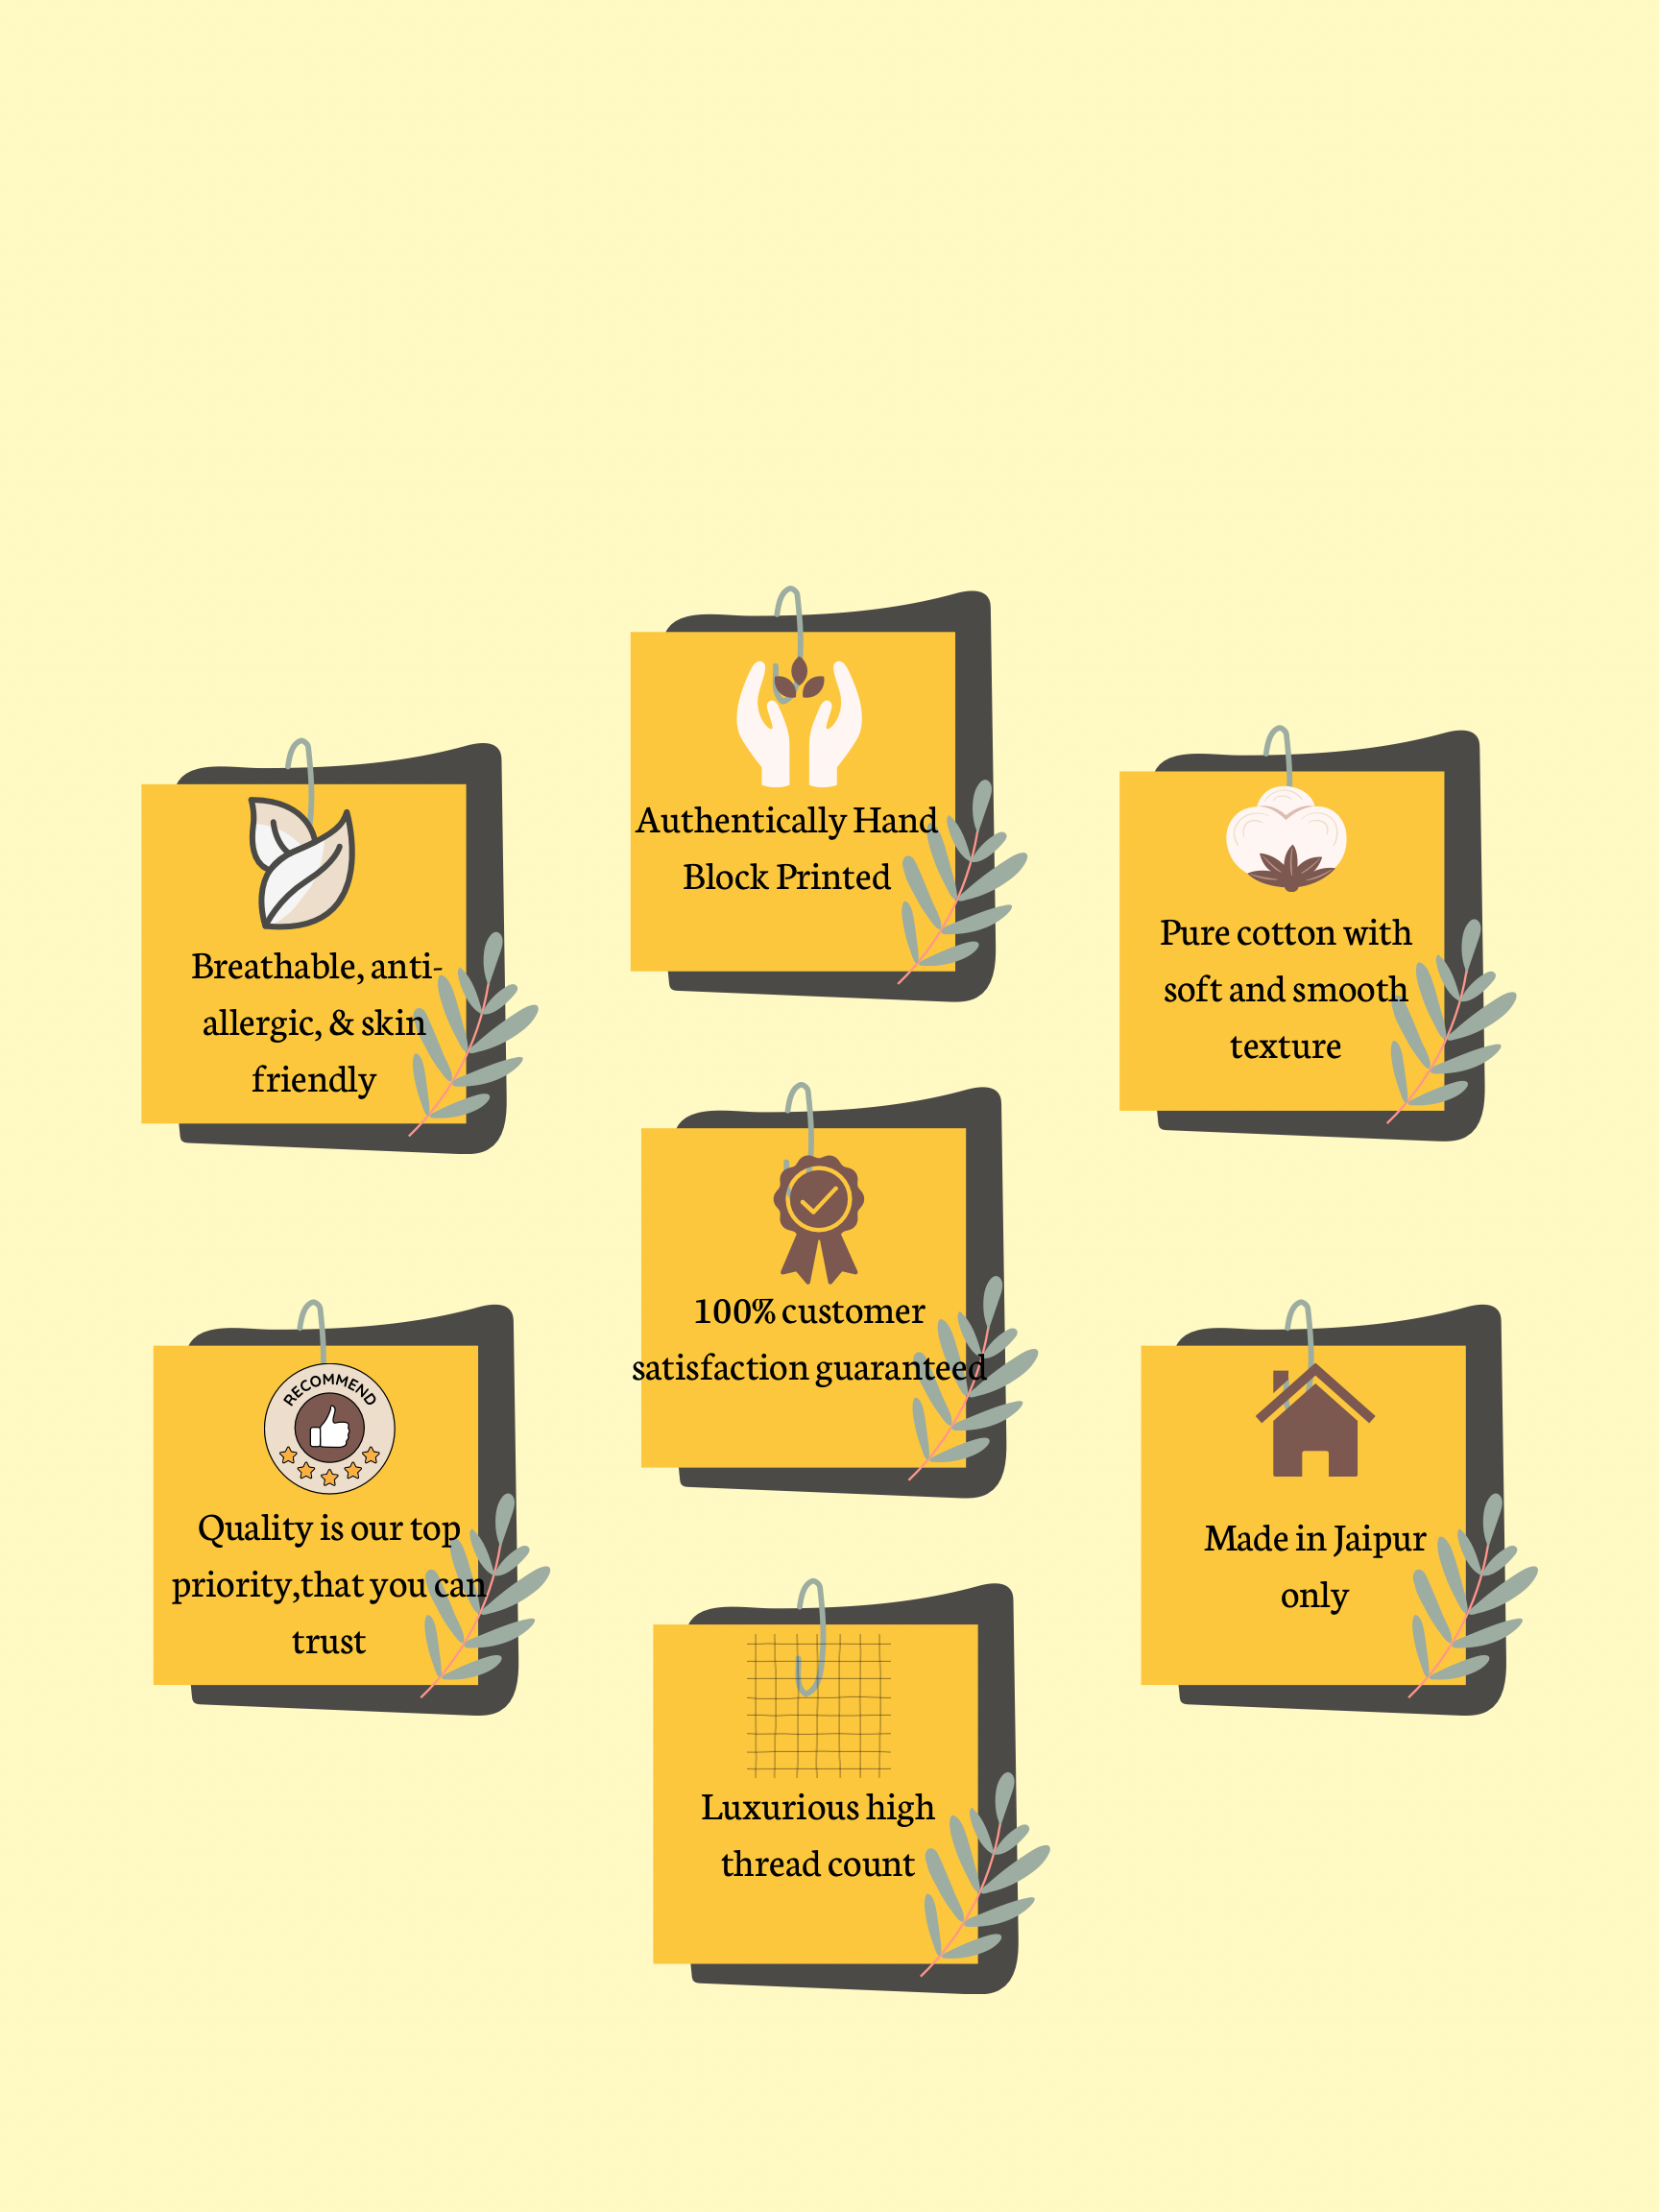 Authentically Hand
Block Printed
Breathable, anti-
allergic, & skin
friendly
Pure cotton with
soft and smooth
texture
100% customer
satisfaction guaranteed
RECOMMEND
Quality is our top
priority,that you can
trust
Made in Jaipur
only
Luxurious high
thread count